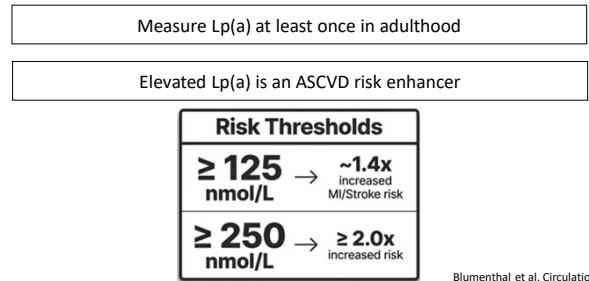 Measure Lp(a) at least once in adulthood
Elevated Lp(a) is an ASCVD risk enhancer
Risk Thresholds
≥ 125 → ~1.4x
nmol/L increased
MI/Stroke risk
≥ 250 → ≥ 2.0x
nmol/L increased risk
Blumenthal et al. Circulatio